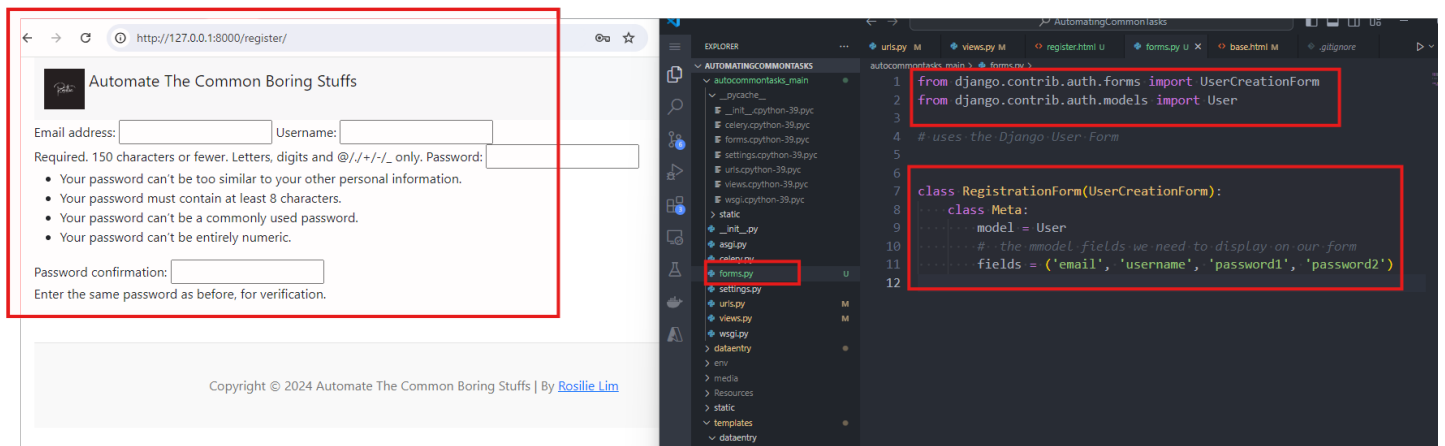 http://127.0.0.1:8000/register/
Automate The Common Boring Stuffs
Email address: Username:
Required. 150 characters or fewer. Letters, digits and @/./+/-/_ only. Password:
Your password can't be too similar to your other personal information.
Your password must contain at least 8 characters.
Your password can't be a commonly used password.
Your password can't be entirely numeric.
Password confirmation:
Enter the same password as before, for verification.
Copyright © 2024 Automate The Common Boring Stuffs | By Rosilie Lim
AutomatingCommonTasks
EXPLORER
AUTOMATINGCOMMONTASKS
autocommontasks_main
__pycache__
__init__.cpython-39.pyc
celery.cpython-39.pyc
forms.cpython-39.pyc
settings.cpython-39.pyc
urls.cpython-39.pyc
views.cpython-39.pyc
wsgi.cpython-39.pyc
static
__init__.py
asgi.py
celery.py
forms.py U
settings.py
urls.py M
views.py M
wsgi.py
dataentry
env
media
Resources
static
templates
dataentry
urls.py M views.py M register.html U forms.py U base.html M .gitignore
autocommontasks_main > forms.py >
1 from django.contrib.auth.forms import UserCreationForm
2 from django.contrib.auth.models import User
3
4 # uses the Django User Form
5
6
7 class RegistrationForm(UserCreationForm):
8 class Meta:
9 model = User
10 # the mmodel fields we need to display on our form
11 fields = ('email', 'username', 'password1', 'password2')
12